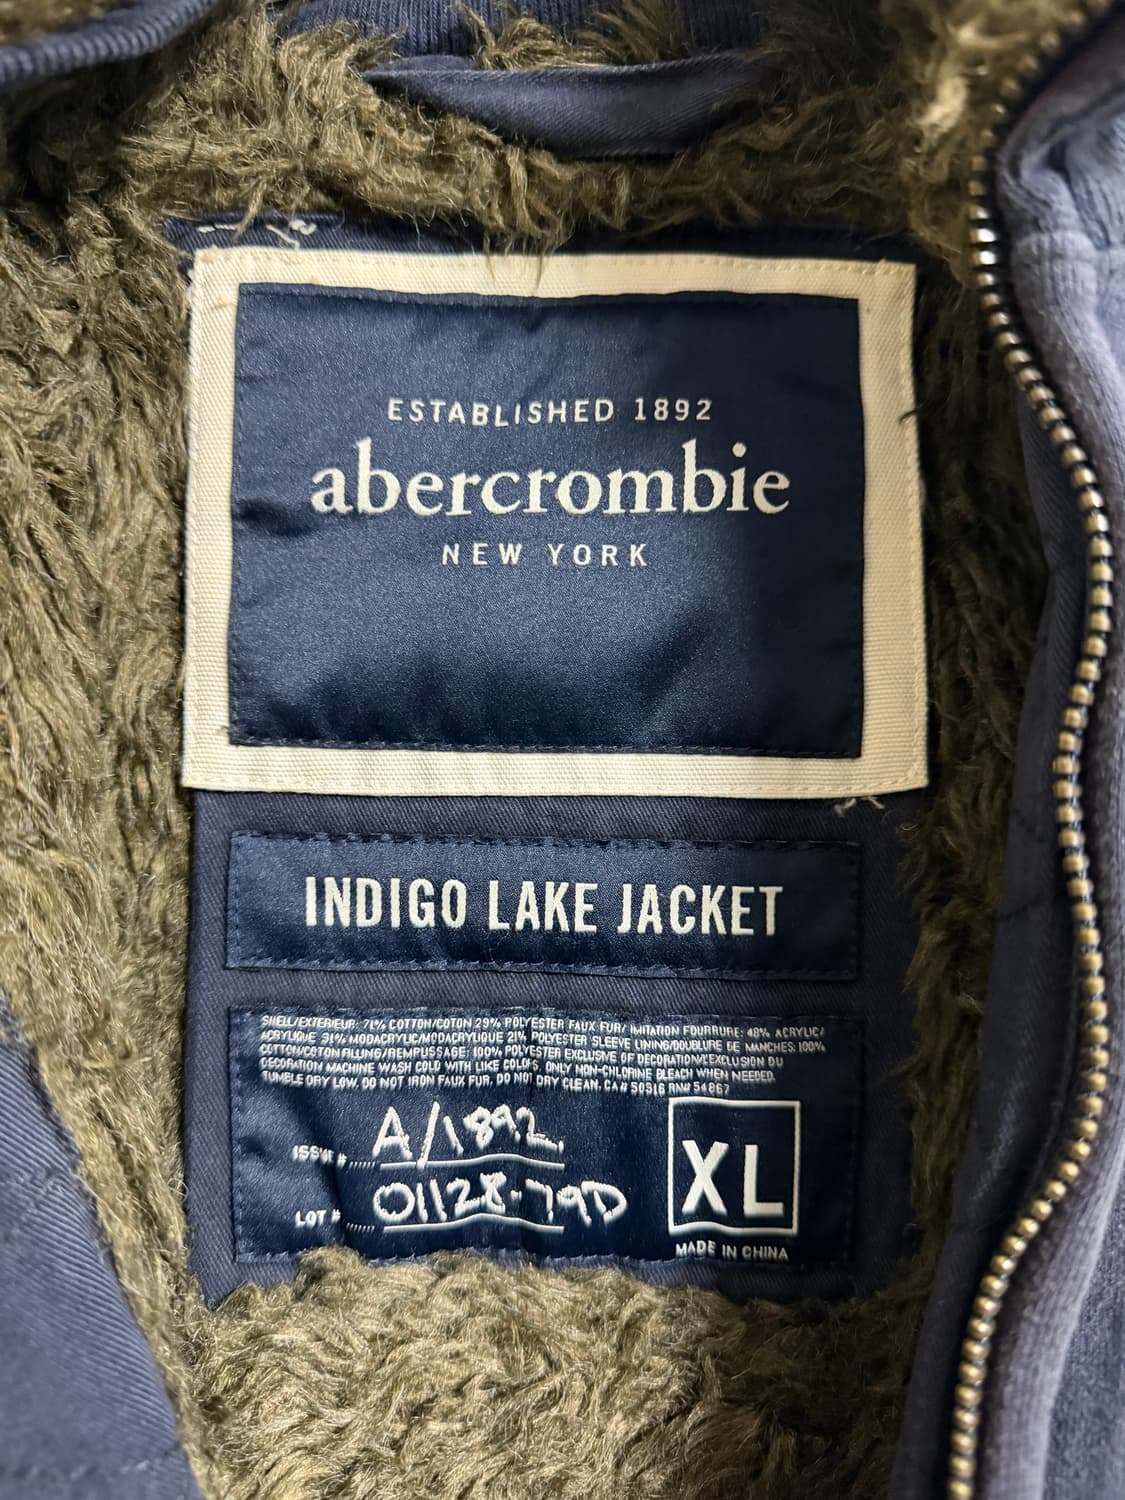 ESTABLISHED 1892
abercrombie
NEW YORK
INDIGO LAKE JACKET
SHELL/EXTERIEUR: 71% COTTON/COTON 29% POLYESTER FAUX FUR/ IMITATION FOURRURE: 48% ACRYLIC/
ACRYLIQUE 31% MODACRYLIC/MODACRYLIQUE 21% POLYESTER SLEEVE LINING/DOUBLURE DE MANCHES: 100%
COTTON/COTON FILLING/REMPLISSAGE: 100% POLYESTER EXCLUSIVE OF DECORATION/EXCLUSION DU
DECORATION MACHINE WASH COLD WITH LIKE COLORS. ONLY NON-CHLORINE BLEACH WHEN NEEDED.
TUMBLE DRY LOW. DO NOT IRON FAUX FUR. DO NOT DRY CLEAN. CA# 50316 RN# 54867
ISSUE #...... A/1892
LOT #...... 01128-79D
XL
MADE IN CHINA